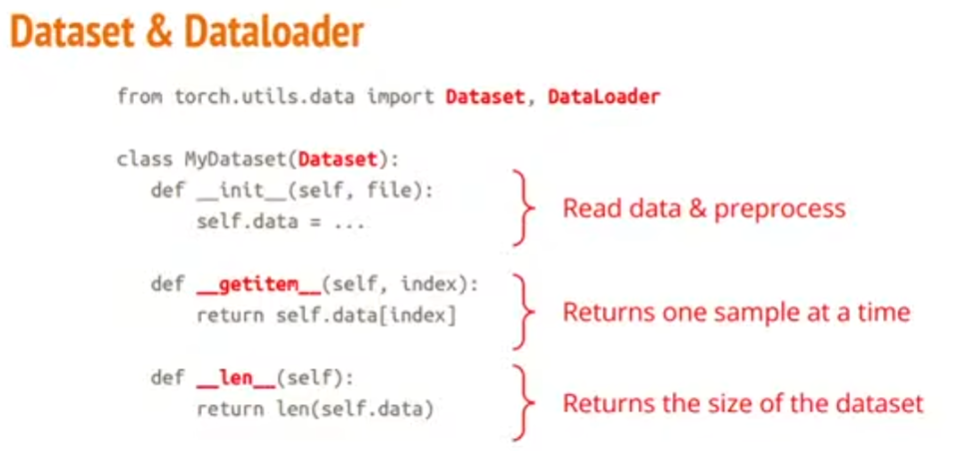 Dataset & Dataloader
from torch.utils.data import Dataset, DataLoader
class MyDataset(Dataset):
def __init__(self, file):
self.data = ...
Read data & preprocess
def __getitem__(self, index):
return self.data[index]
Returns one sample at a time
def __len__(self):
return len(self.data)
Returns the size of the dataset